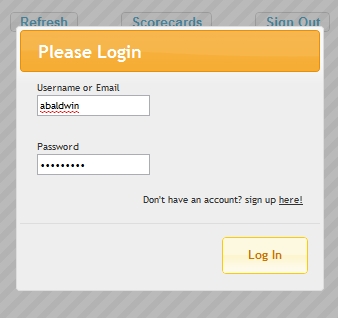 Refresh Scorecards Sign Out
Please Login
Username or Email
abaldwin
Password
•••••••••
Don't have an account? sign up here!
Log In